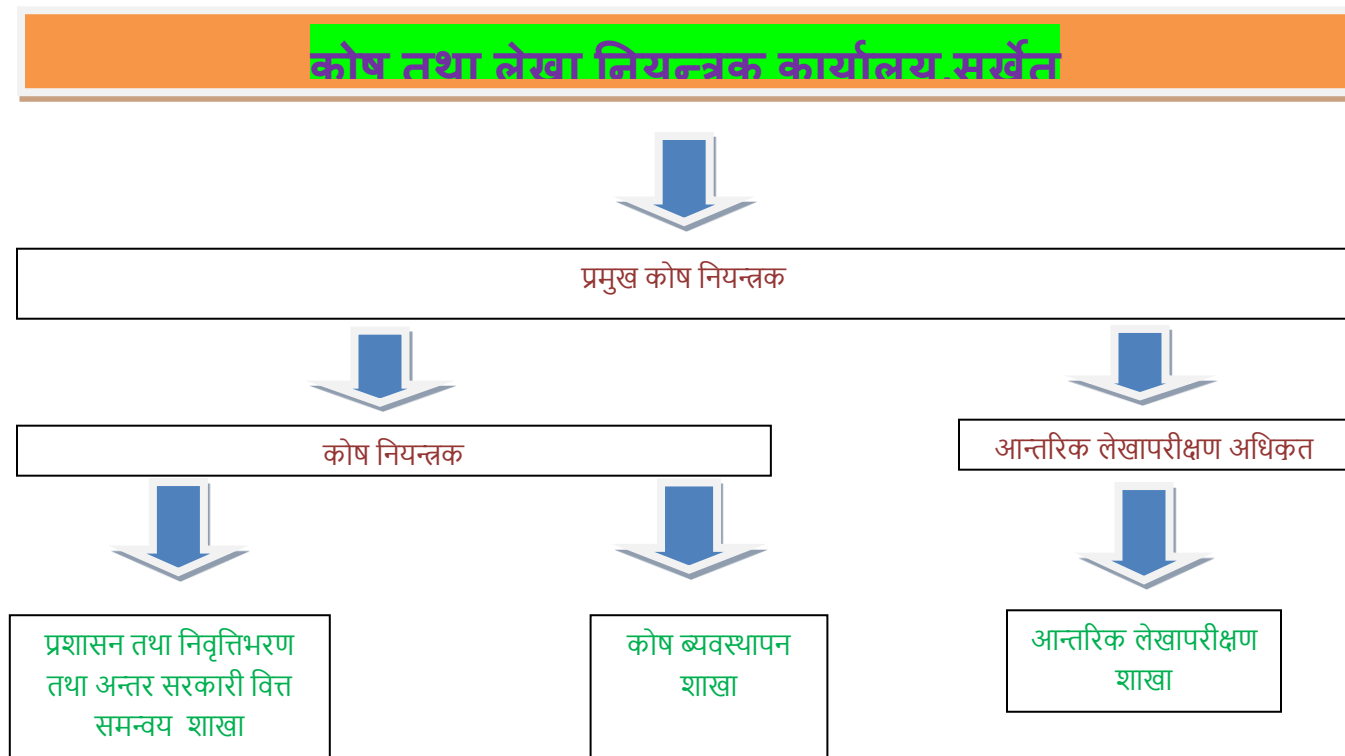 कोष तथा लेखा नियन्त्रक कार्यालय,सुर्खेत
प्रमुख कोष नियन्त्रक
कोष नियन्त्रक
आन्तरिक लेखापरीक्षण अधिकृत
प्रशासन तथा निवृत्तिभरण
तथा अन्तर सरकारी वित्त
समन्वय शाखा
कोष ब्यवस्थापन
शाखा
आन्तरिक लेखापरीक्षण
शाखा